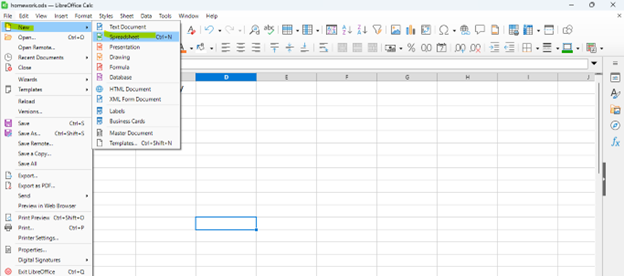 homework.ods - LibreOffice Calc
File Edit View Insert Format Styles Sheet Data Tools Window Help
New
Text Document
Open... Ctrl+O
Spreadsheet Ctrl+N
Open Remote...
Presentation
Recent Documents
Drawing
Close
Formula
Wizards
Database
Templates
HTML Document
XML Form Document
Reload
Versions...
Labels
Save Ctrl+S
Business Cards
Save As... Ctrl+Shift+S
Master Document
Save Remote...
Templates... Ctrl+Shift+N
Save a Copy...
Save All
Export...
Export as PDF...
Send
Preview in Web Browser
Print Preview Ctrl+Shift+O
Print... Ctrl+P
Printer Settings...
Properties...
Digital Signatures
Exit LibreOffice Ctrl+Q
D E F G H I J